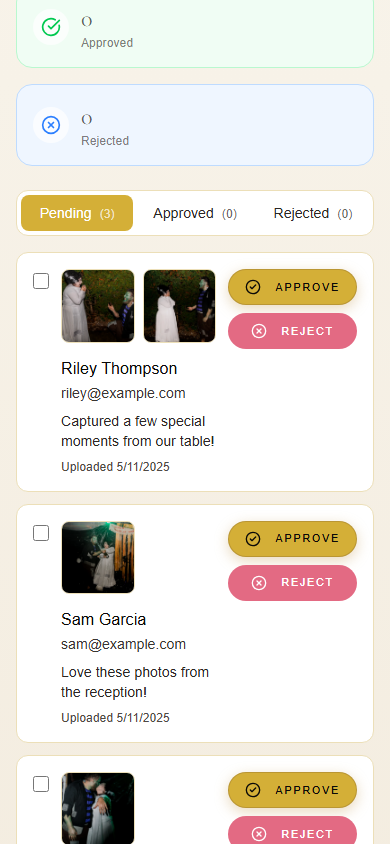 0
Approved
0
Rejected
Pending (3) Approved (0) Rejected (0)
APPROVE
REJECT
Riley Thompson
riley@example.com
Captured a few special
moments from our table!
Uploaded 5/11/2025
APPROVE
REJECT
Sam Garcia
sam@example.com
Love these photos from
the reception!
Uploaded 5/11/2025
APPROVE
REJECT